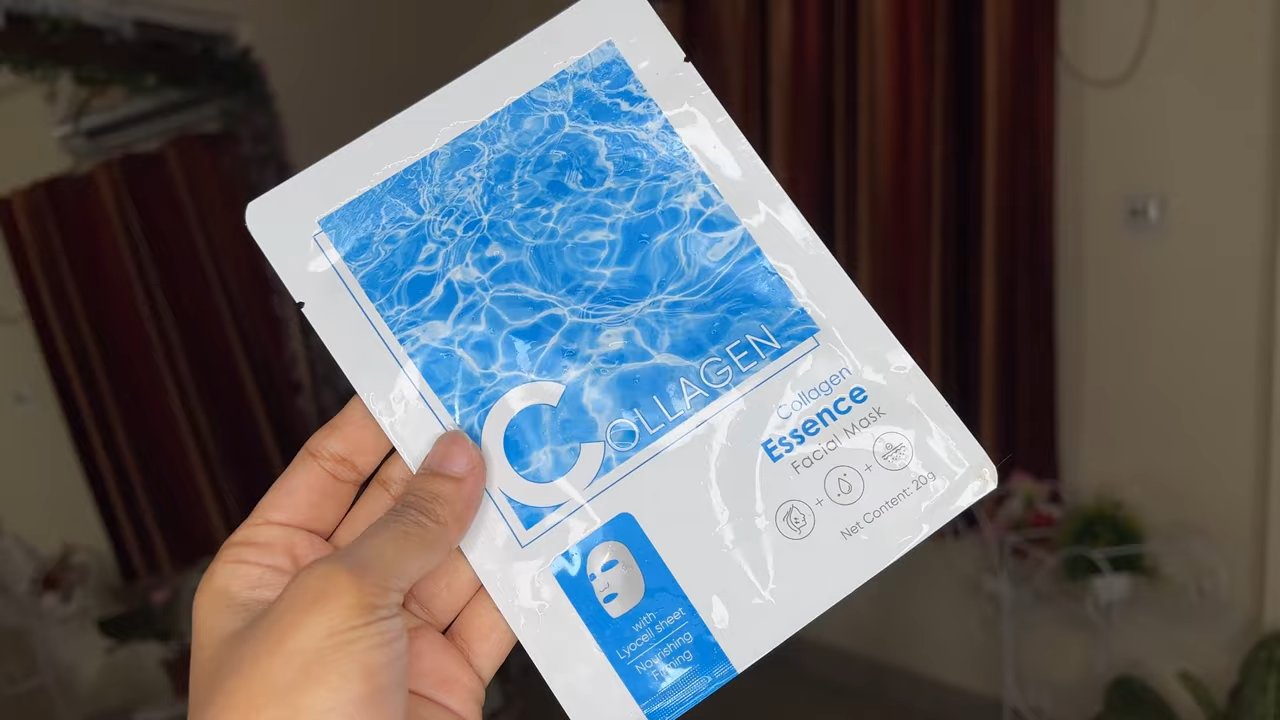 COLLAGEN
Collagen
Essence
Facial Mask
Net Content: 20g
with
Lyocell sheet
Nourishing
Firming